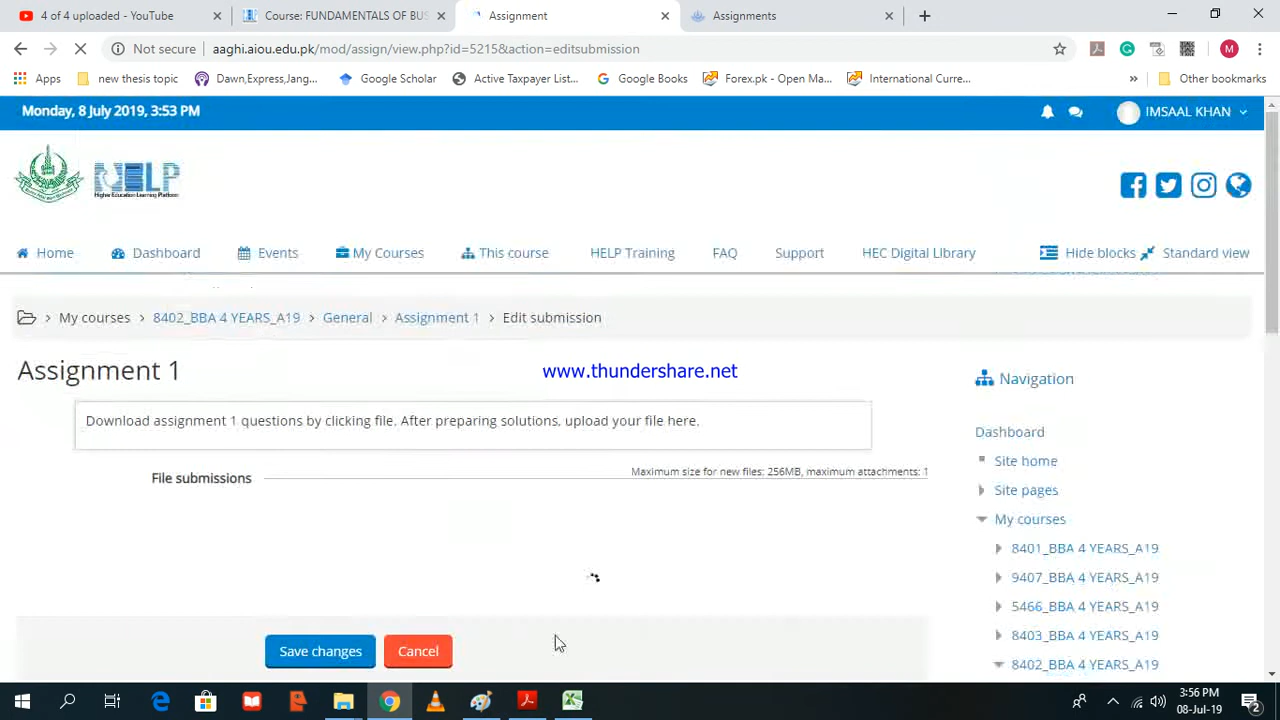 4 of 4 uploaded - YouTube
Course: FUNDAMENTALS OF BUS
Assignment
Assignments
Not secure
aaghi.aiou.edu.pk/mod/assign/view.php?id=5215&action=editsubmission
M
Apps
new thesis topic
Dawn,Express,Jang...
Google Scholar
Active Taxpayer List...
Google Books
Forex.pk - Open Ma...
International Curre...
Other bookmarks
Monday, 8 July 2019, 3:53 PM
IMSAAL KHAN
HELP
Higher Education Learning Platform
Home
Dashboard
Events
My Courses
This course
HELP Training
FAQ
Support
HEC Digital Library
Hide blocks
Standard view
My courses
8402_BBA 4 YEARS_A19
General
Assignment 1
Edit submission
Assignment 1
www.thundershare.net
Navigation
Download assignment 1 questions by clicking file. After preparing solutions, upload your file here.
Dashboard
Site home
File submissions
Maximum size for new files: 256MB, maximum attachments: 1
Site pages
My courses
8401_BBA 4 YEARS_A19
9407_BBA 4 YEARS_A19
5466_BBA 4 YEARS_A19
8403_BBA 4 YEARS_A19
8402_BBA 4 YEARS_A19
Save changes
Cancel
3:56 PM
08-Jul-19
2